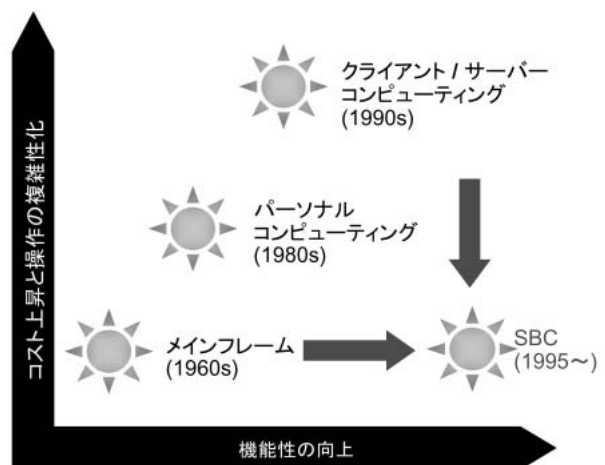 クライアント / サーバー
コンピューティング
(1990s)
パーソナル
コンピューティング
(1980s)
メインフレーム
(1960s)
SBC
(1995～)
コスト上昇と操作の複雑性化
機能性の向上